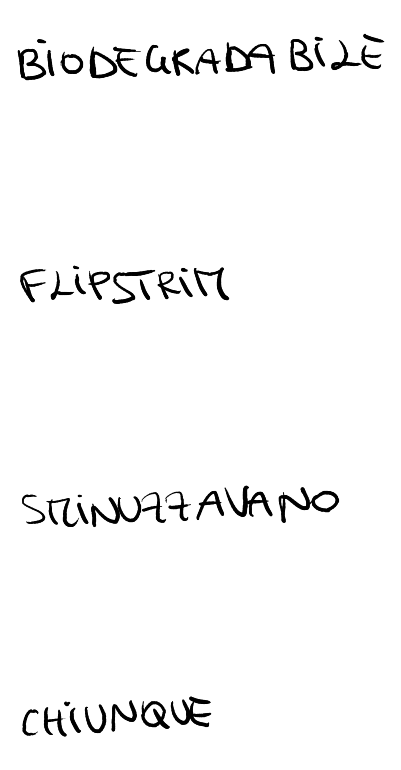 BIODEGRADABILE
FLIPSTRIM
SMINUZZAVANO
CHIUNQUE